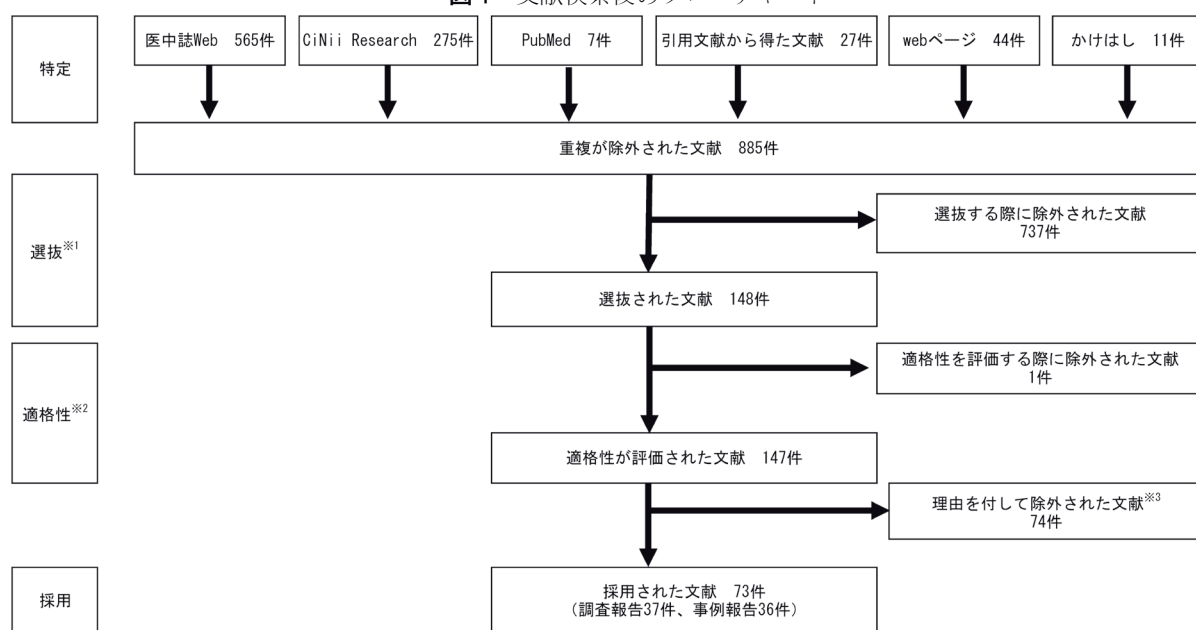 特定
医中誌Web 565件
CiNii Research 275件
PubMed 7件
引用文献から得た文献 27件
webページ 44件
かけはし 11件
重複が除外された文献 885件
選抜※1
選抜する際に除外された文献
737件
選抜された文献 148件
適格性※2
適格性を評価する際に除外された文献
1件
適格性が評価された文献 147件
理由を付して除外された文献※3
74件
採用
採用された文献 73件
(調査報告37件、事例報告36件)